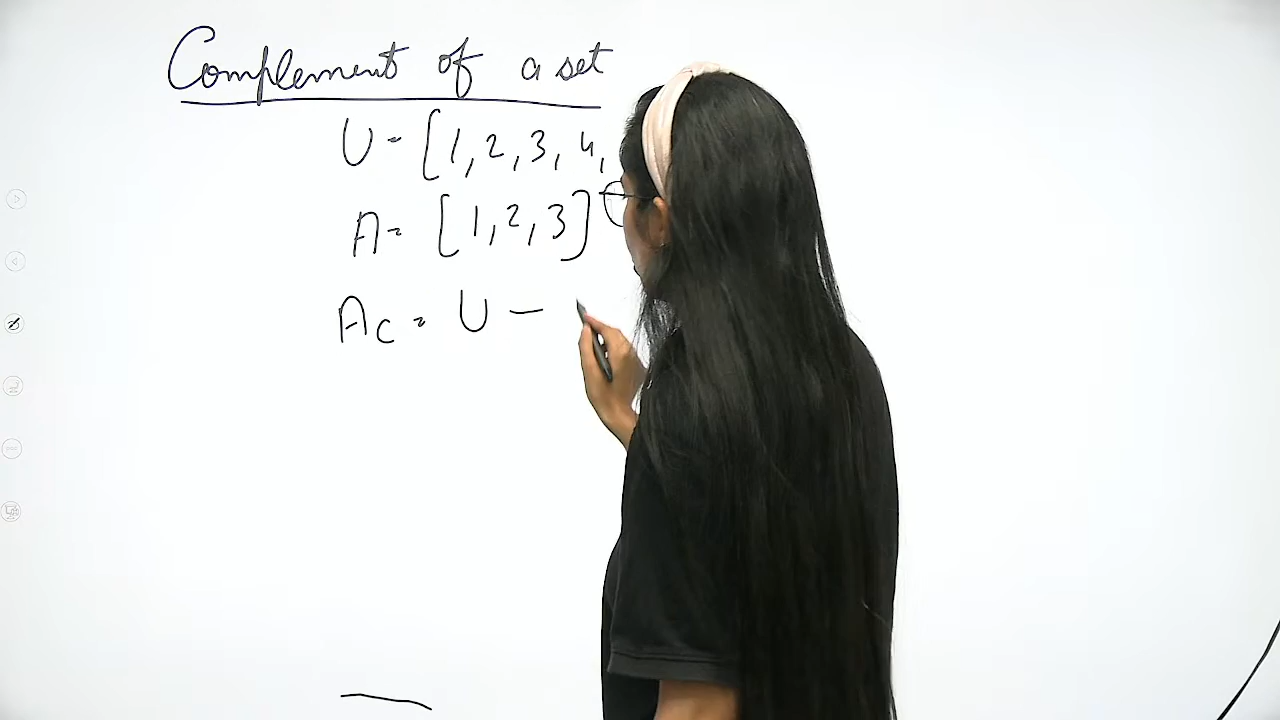 Complement of a set
U = [1, 2, 3, 4,
A = [1, 2, 3]
Ac = U –